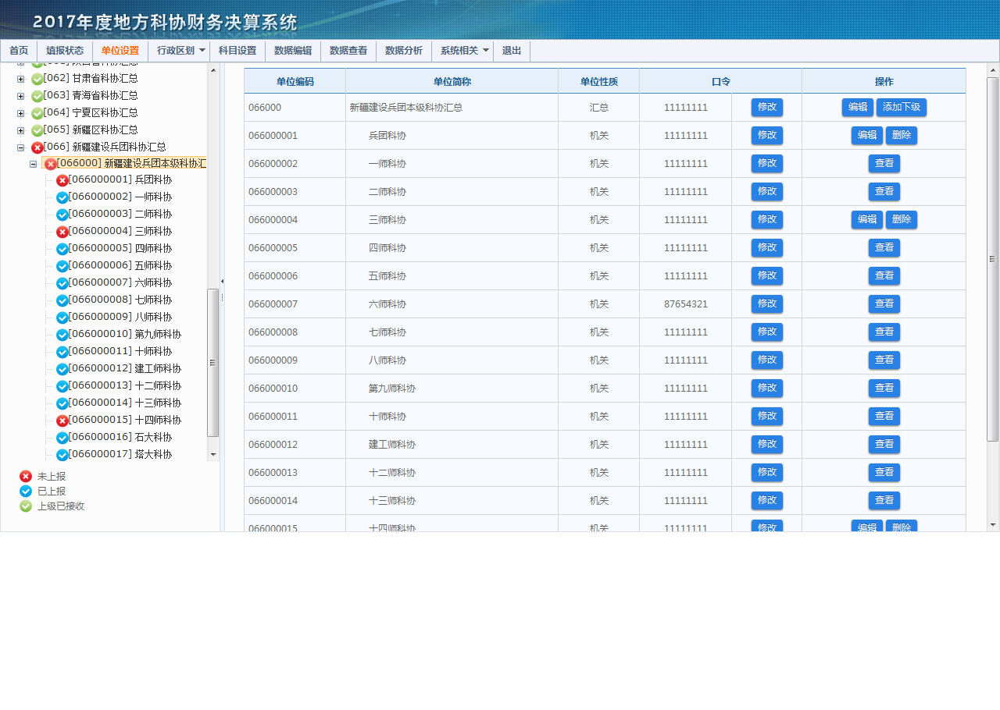 2017年度地方科协财务决算系统
首页 填报状态 单位设置 行政区划 科目设置 数据编辑 数据查看 数据分析 系统相关 退出
[062] 甘肃省科协汇总
[063] 青海省科协汇总
[064] 宁夏区科协汇总
[065] 新疆区科协汇总
[066] 新疆建设兵团科协汇总
[066000] 新疆建设兵团本级科协汇
[066000001] 兵团科协
[066000002] 一师科协
[066000003] 二师科协
[066000004] 三师科协
[066000005] 四师科协
[066000006] 五师科协
[066000007] 六师科协
[066000008] 七师科协
[066000009] 八师科协
[066000010] 第九师科协
[066000011] 十师科协
[066000012] 建工师科协
[066000013] 十二师科协
[066000014] 十三师科协
[066000015] 十四师科协
[066000016] 石大科协
[066000017] 塔大科协
未上报
已上报
上级已接收
单位编码 单位简称 单位性质 口令 操作
066000 新疆建设兵团本级科协汇总 汇总 11111111 修改 编辑 添加下级
066000001 兵团科协 机关 11111111 修改 编辑 删除
066000002 一师科协 机关 11111111 修改 查看
066000003 二师科协 机关 11111111 修改 查看
066000004 三师科协 机关 11111111 修改 编辑 删除
066000005 四师科协 机关 11111111 修改 查看
066000006 五师科协 机关 11111111 修改 查看
066000007 六师科协 机关 87654321 修改 查看
066000008 七师科协 机关 11111111 修改 查看
066000009 八师科协 机关 11111111 修改 查看
066000010 第九师科协 机关 11111111 修改 查看
066000011 十师科协 机关 11111111 修改 查看
066000012 建工师科协 机关 11111111 修改 查看
066000013 十二师科协 机关 11111111 修改 查看
066000014 十三师科协 机关 11111111 修改 查看
066000015 十四师科协 机关 11111111 修改 编辑 删除